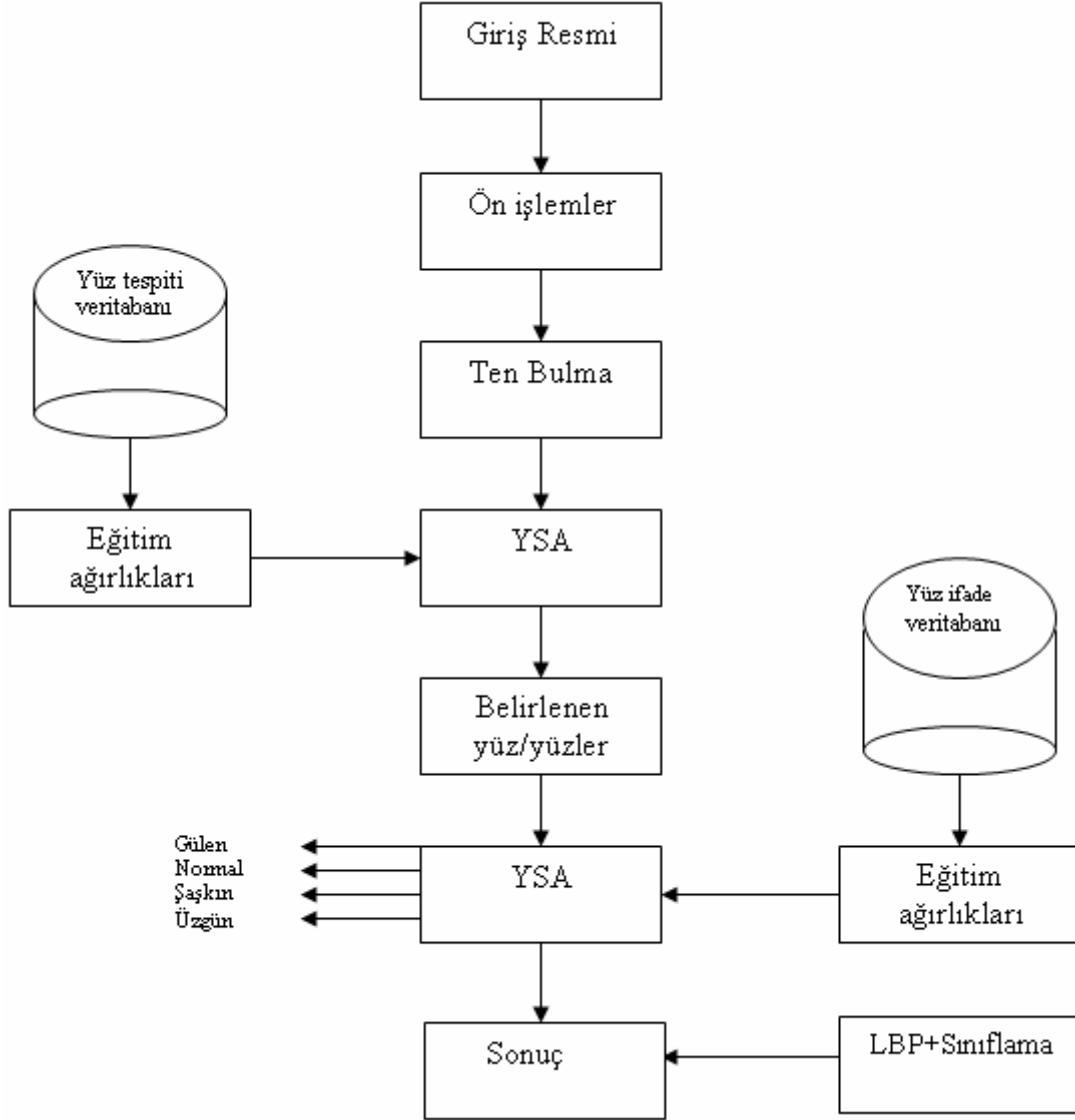 Giriş Resmi
Ön işlemler
Yüz tespiti
veritabanı
Ten Bulma
Eğitim
ağırlıkları
YSA
Yüz ifade
veritabanı
Belirlenen
yüz/yüzler
Gülen
Normal
Şaşkın
Üzgün
YSA
Eğitim
ağırlıkları
Sonuç
LBP+Sınıflama